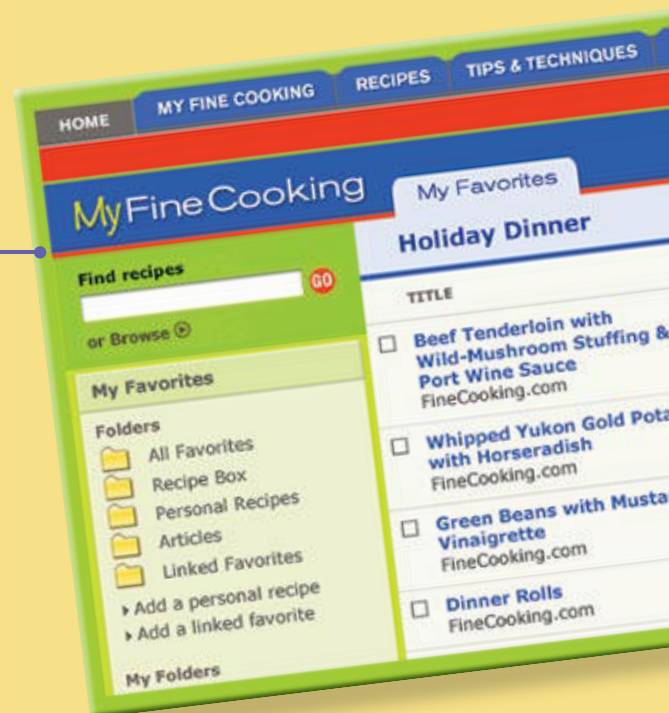 HOME MY FINE COOKING RECIPES TIPS & TECHNIQUES
MyFineCooking
My Favorites
Holiday Dinner
Find recipes
GO
or Browse
My Favorites
Folders
All Favorites
Recipe Box
Personal Recipes
Articles
Linked Favorites
Add a personal recipe
Add a linked favorite
My Folders
TITLE
Beef Tenderloin with
Wild-Mushroom Stuffing &
Port Wine Sauce
FineCooking.com
Whipped Yukon Gold Pota
with Horseradish
FineCooking.com
Green Beans with Musta
Vinaigrette
FineCooking.com
Dinner Rolls
FineCooking.com